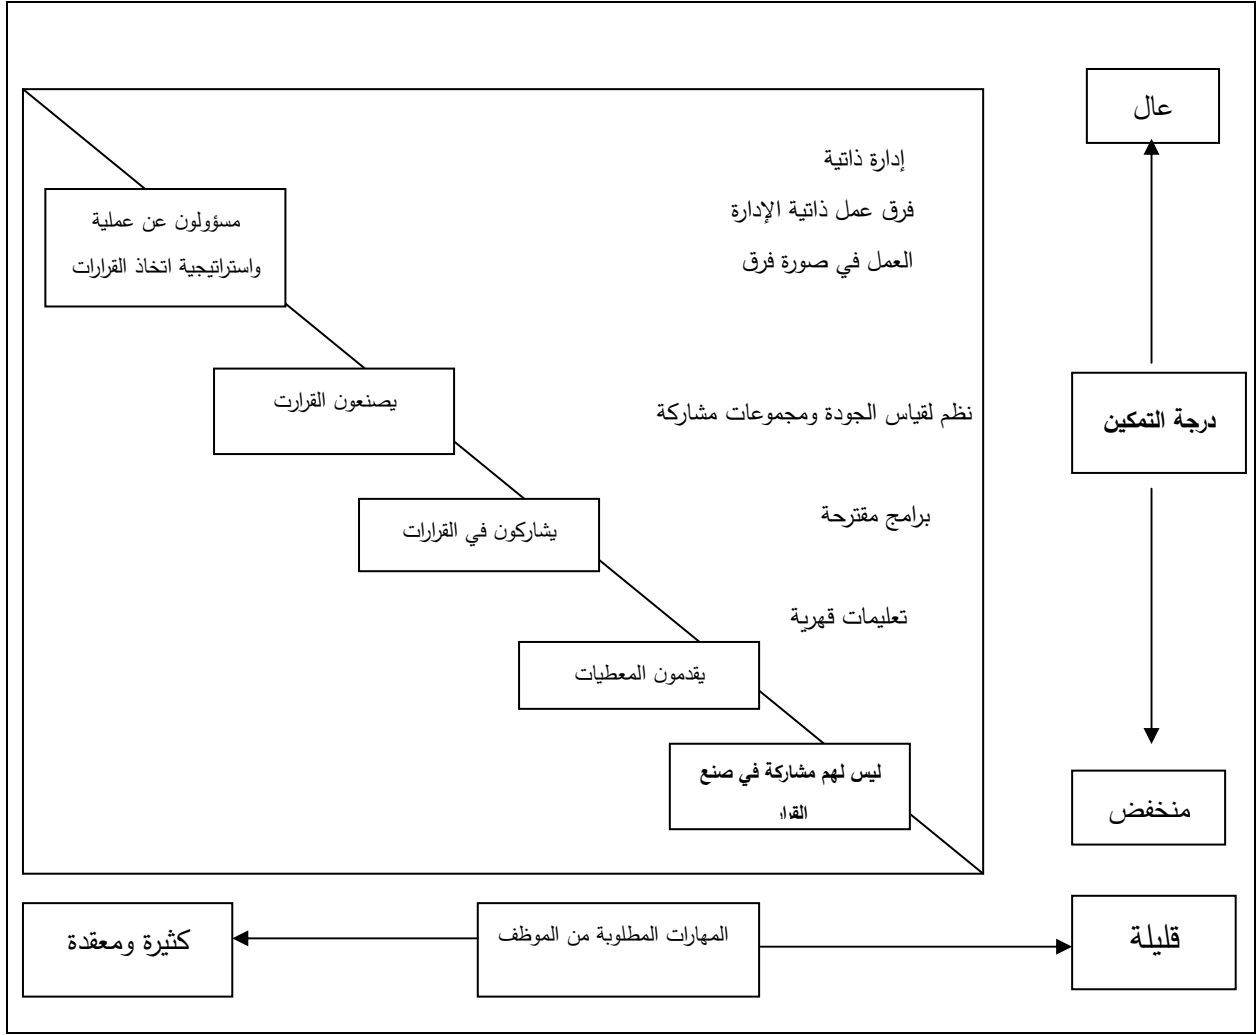 عال
إدارة ذاتية
مسؤولون عن عملية
واستراتيجية اتخاذ القرارات
فرق عمل ذاتية الإدارة
العمل في صورة فرق
درجة التمكين
يصنعون القرارت
نظم لقياس الجودة ومجموعات مشاركة
برامج مقترحة
يشاركون في القرارات
تعليمات قهرية
يقدمون المعطيات
ليس لهم مشاركة في صنع
منخفض
قليلة
المهارات المطلوبة من الموظف
كثيرة ومعقدة